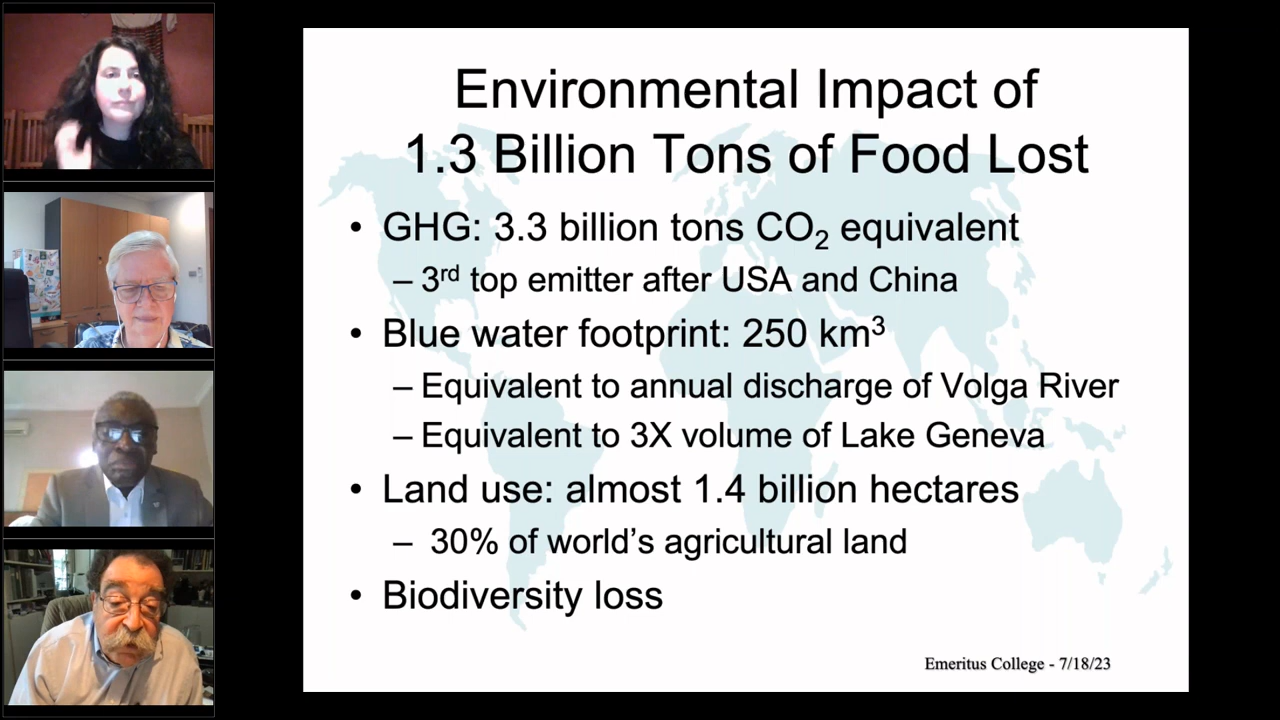 Environmental Impact of
1.3 Billion Tons of Food Lost
• GHG: 3.3 billion tons CO₂ equivalent
– 3ʳᵈ top emitter after USA and China
• Blue water footprint: 250 km³
– Equivalent to annual discharge of Volga River
– Equivalent to 3X volume of Lake Geneva
• Land use: almost 1.4 billion hectares
– 30% of world’s agricultural land
• Biodiversity loss
Emeritus College - 7/18/23